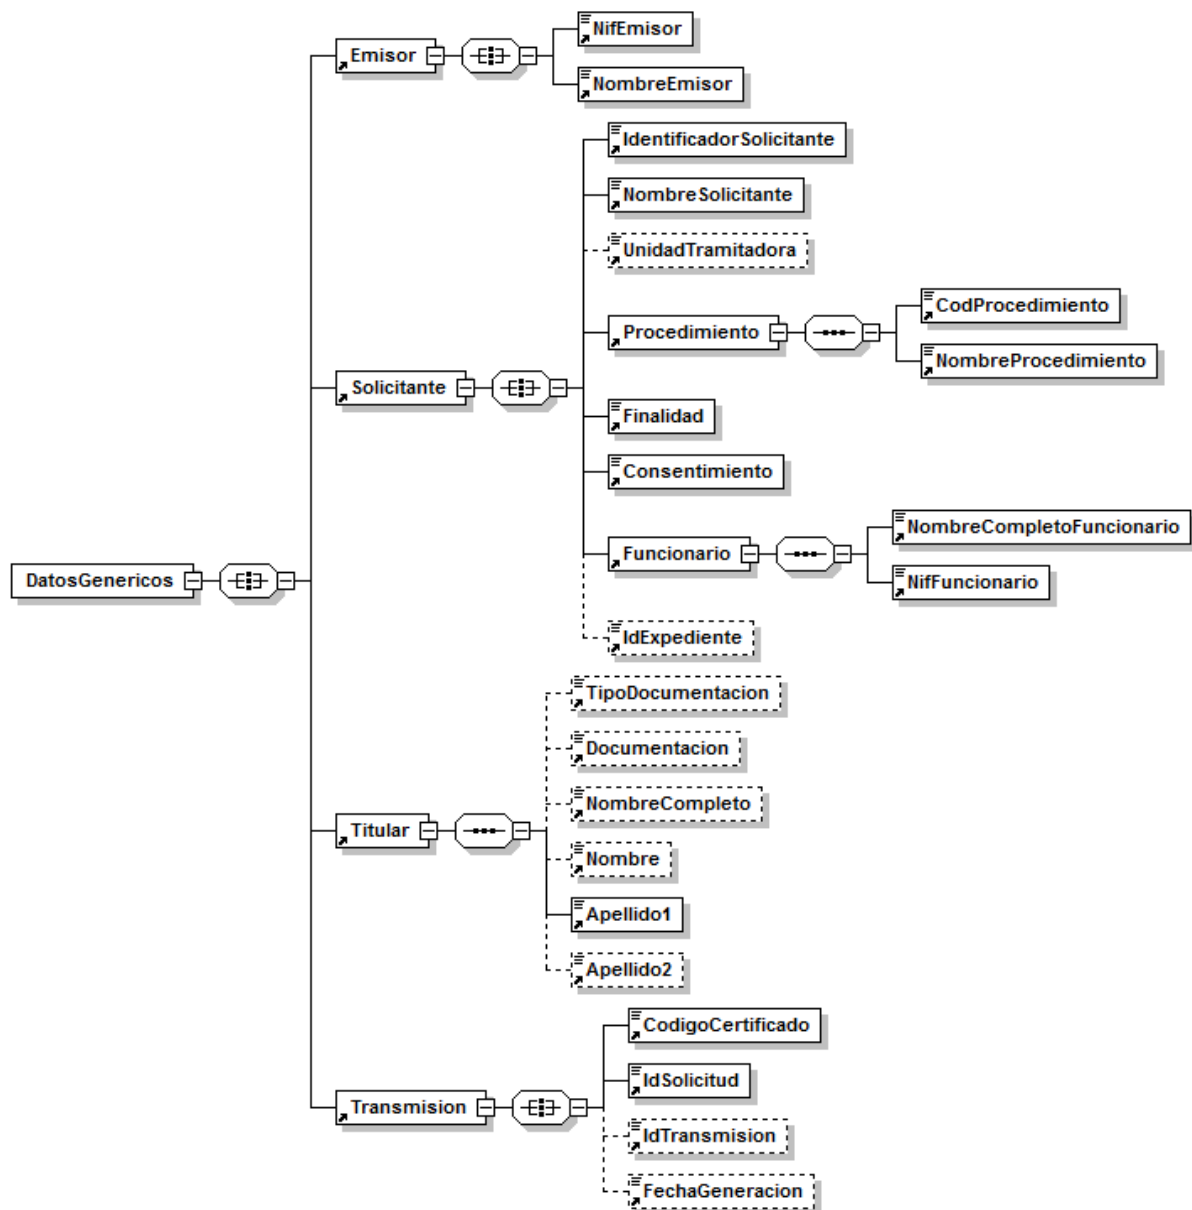 NifEmisor
Emisor
NombreEmisor
IdentificadorSolicitante
NombreSolicitante
UnidadTramitadora
CodProcedimiento
Procedimiento
NombreProcedimiento
Solicitante
Finalidad
Consentimiento
NombreCompletoFuncionario
Funcionario
NifFuncionario
DatosGenericos
IdExpediente
TipoDocumentacion
Documentacion
NombreCompleto
Titular
Nombre
Apellido1
Apellido2
CodigoCertificado
IdSolicitud
Transmision
IdTransmision
FechaGeneracion